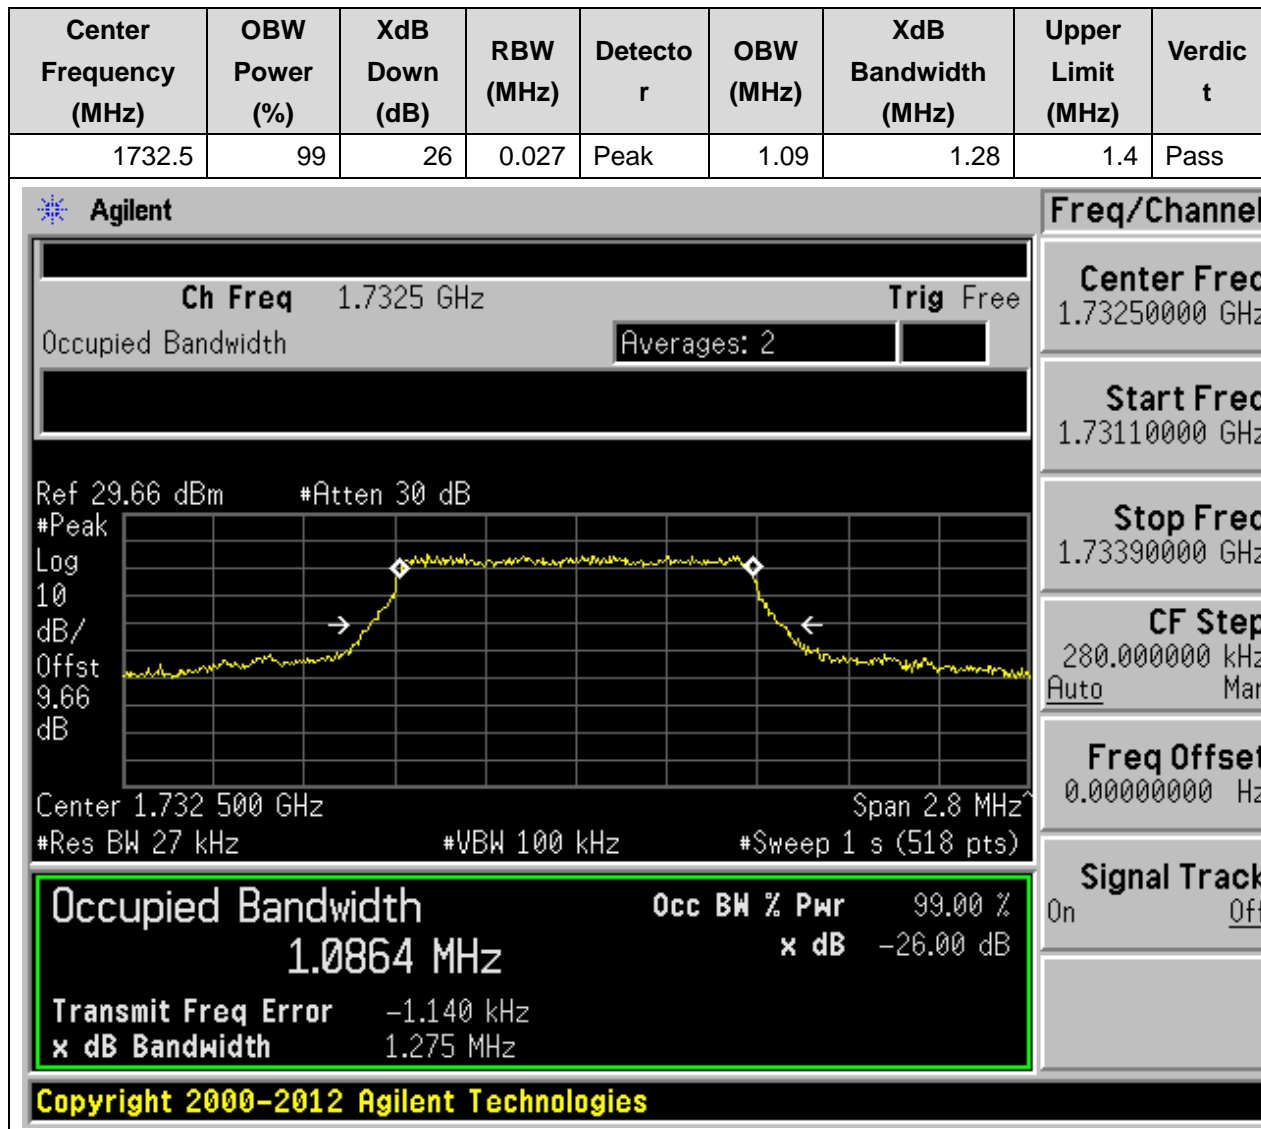 Center Frequency (MHz) OBW Power (%) XdB Down (dB) RBW (MHz) Detecto r OBW (MHz) XdB Bandwidth (MHz) Upper Limit (MHz) Verdic t
1732.5 99 26 0.027 Peak 1.09 1.28 1.4 Pass
Agilent
Freq/Channel
Ch Freq 1.7325 GHz Trig Free
Occupied Bandwidth Averages: 2
Center Freq
1.73250000 GHz
Start Freq
1.73110000 GHz
Stop Freq
1.73390000 GHz
CF Step
280.000000 kHz
Auto Man
Freq Offset
0.00000000 Hz
Signal Track
On Off
Ref 29.66 dBm #Atten 30 dB
#Peak
Log
10
dB/
Offst
9.66
dB
Center 1.732 500 GHz Span 2.8 MHz^
#Res BW 27 kHz #VBW 100 kHz #Sweep 1 s (518 pts)
Occupied Bandwidth Occ BW % Pwr 99.00 %
1.0864 MHz x dB -26.00 dB
Transmit Freq Error -1.140 kHz
x dB Bandwidth 1.275 MHz
Copyright 2000-2012 Agilent Technologies